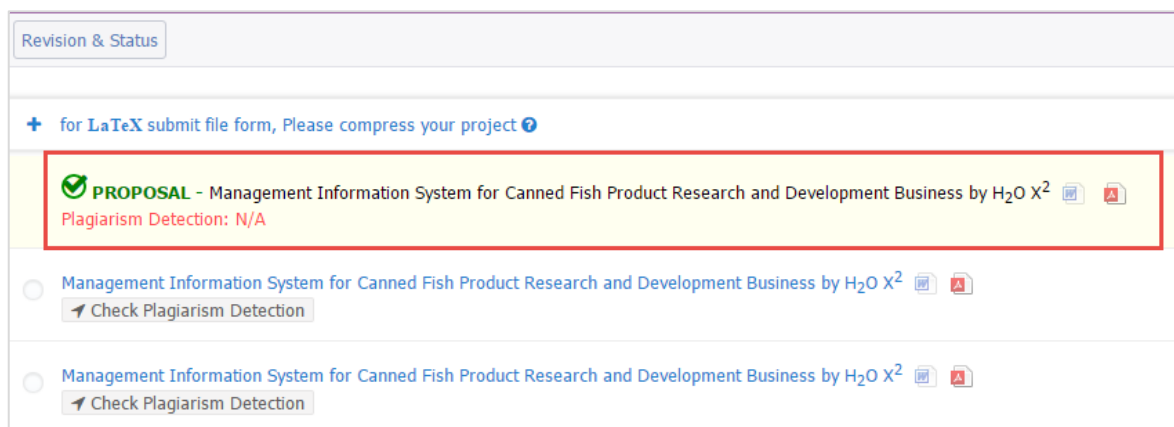 Revision & Status
+ for LaTeX submit file form, Please compress your project ?
PROPOSAL - Management Information System for Canned Fish Product Research and Development Business by H₂O X²
Plagiarism Detection: N/A
Management Information System for Canned Fish Product Research and Development Business by H₂O X²
Check Plagiarism Detection
Management Information System for Canned Fish Product Research and Development Business by H₂O X²
Check Plagiarism Detection